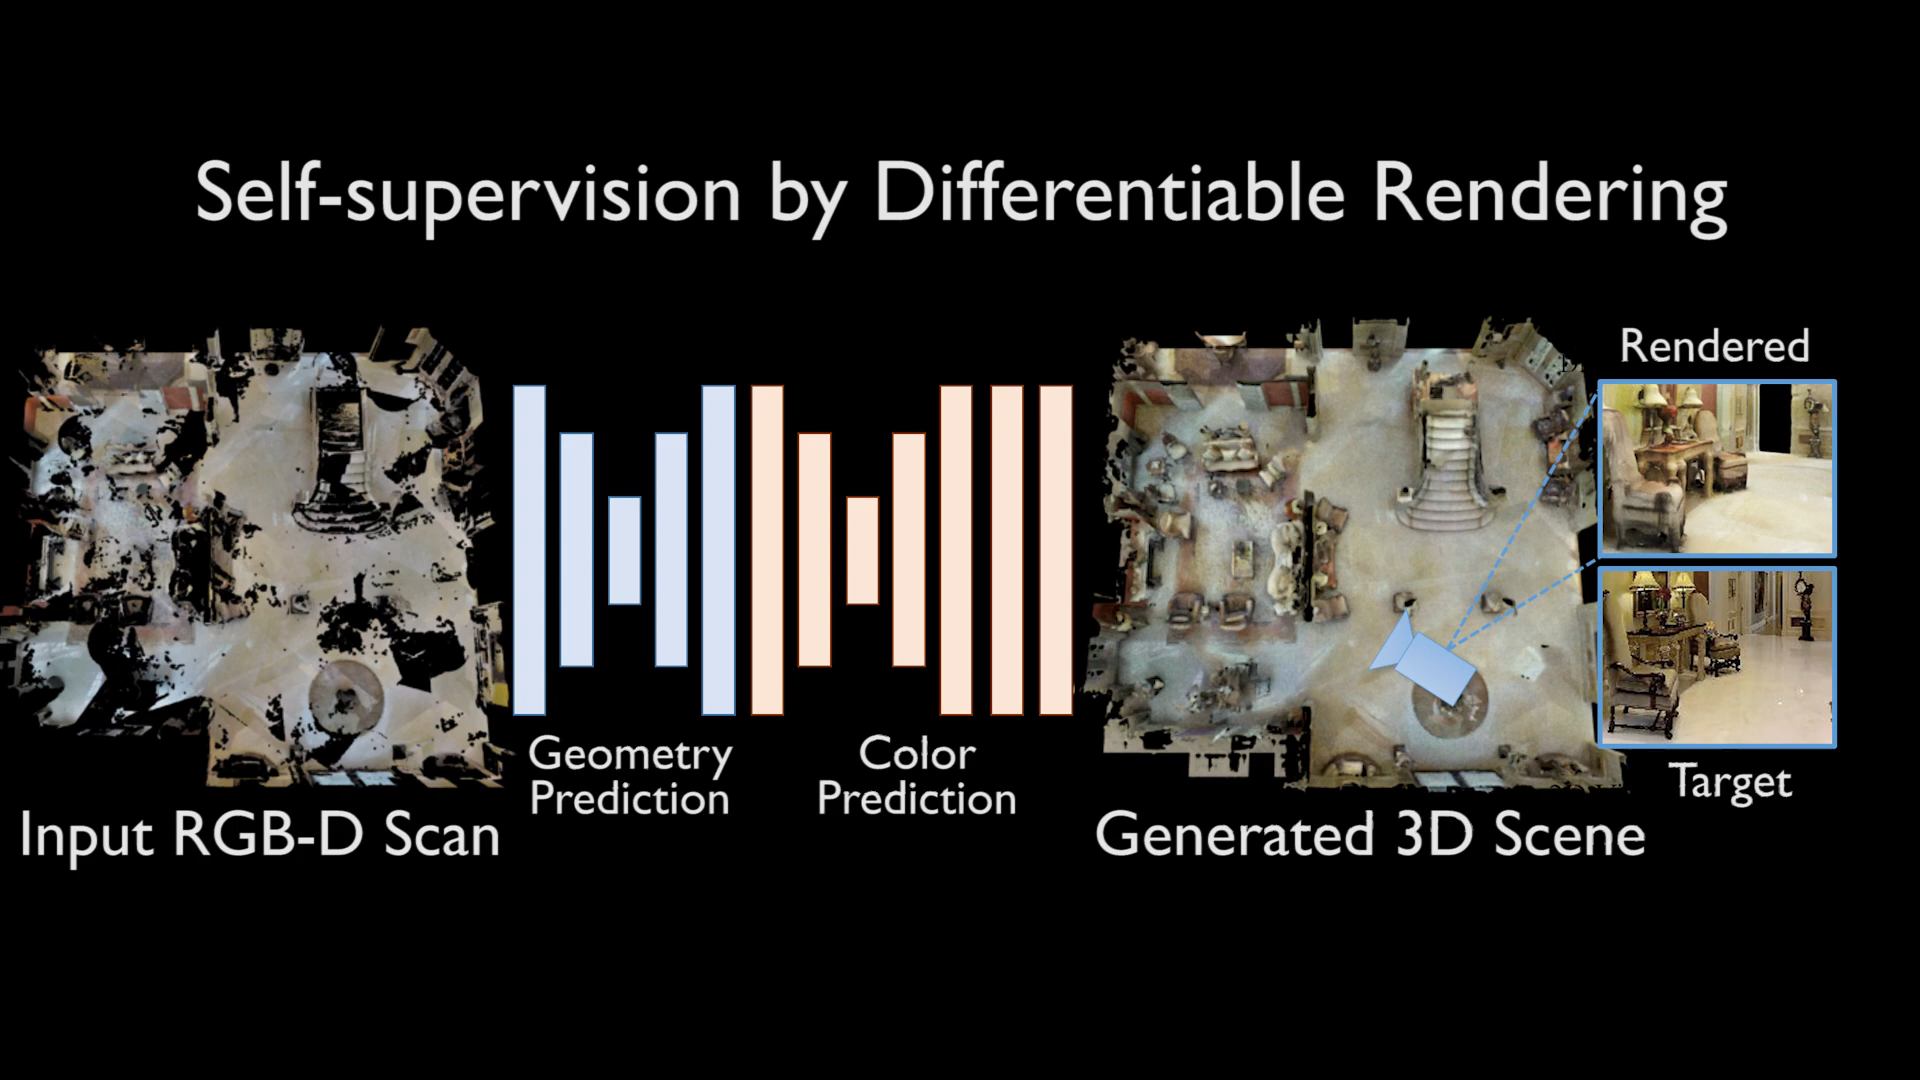 Self-supervision by Differentiable Rendering
Rendered
Geometry
Prediction
Color
Prediction
Target
Input RGB-D Scan
Generated 3D Scene